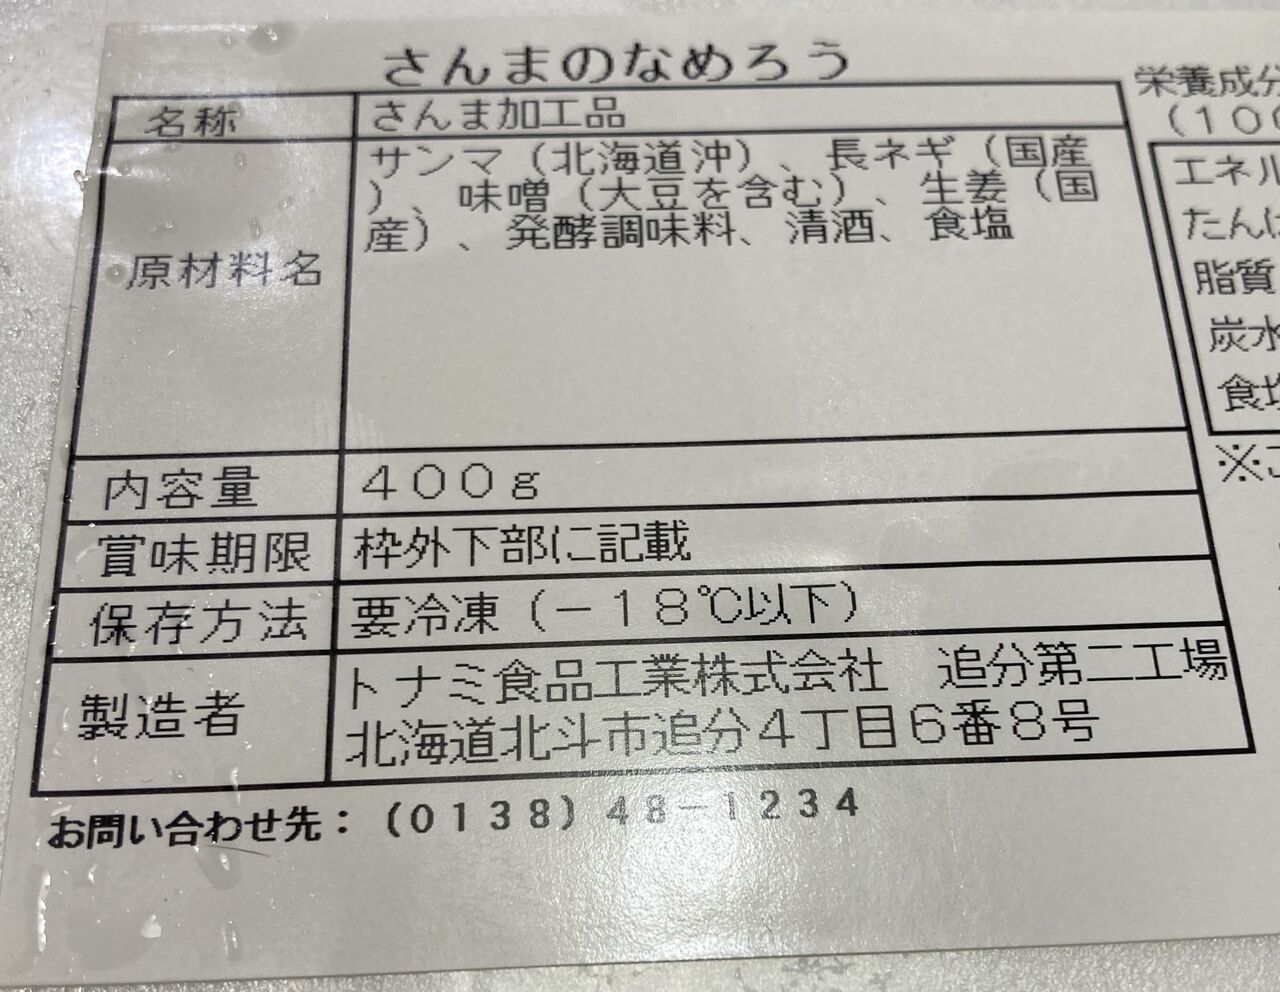 さんまのなめろう
名称 さんま加工品
原材料名 サンマ（北海道沖）、長ネギ（国産
）、味噌（大豆を含む）、生姜（国
産）、発酵調味料、清酒、食塩
内容量 400g
賞味期限 枠外下部に記載
保存方法 要冷凍（-18℃以下）
製造者 トナミ食品工業株式会社 追分第二工場
北海道北斗市追分4丁目6番8号
お問い合わせ先：(0138)48-1234
栄養成分
(100
エネル
たんぱ
脂質
炭水
食塩
※こ